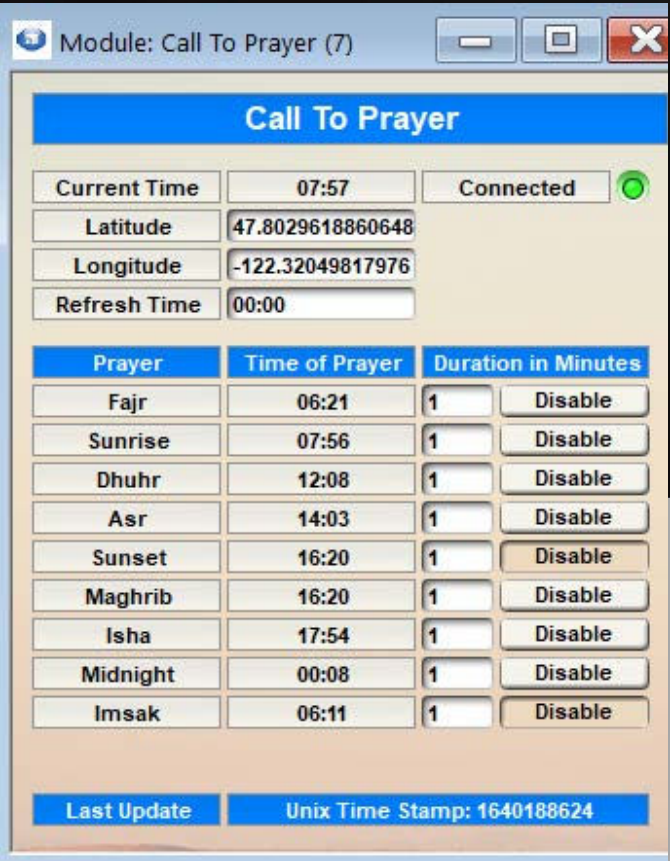 Module: Call To Prayer (7)
Call To Prayer
Current Time 07:57 Connected
Latitude 47.8029618860648
Longitude -122.32049817976
Refresh Time 00:00
Prayer Time of Prayer Duration in Minutes
Fajr 06:21 1 Disable
Sunrise 07:56 1 Disable
Dhuhr 12:08 1 Disable
Asr 14:03 1 Disable
Sunset 16:20 1 Disable
Maghrib 16:20 1 Disable
Isha 17:54 1 Disable
Midnight 00:08 1 Disable
Imsak 06:11 1 Disable
Last Update Unix Time Stamp: 1640188624